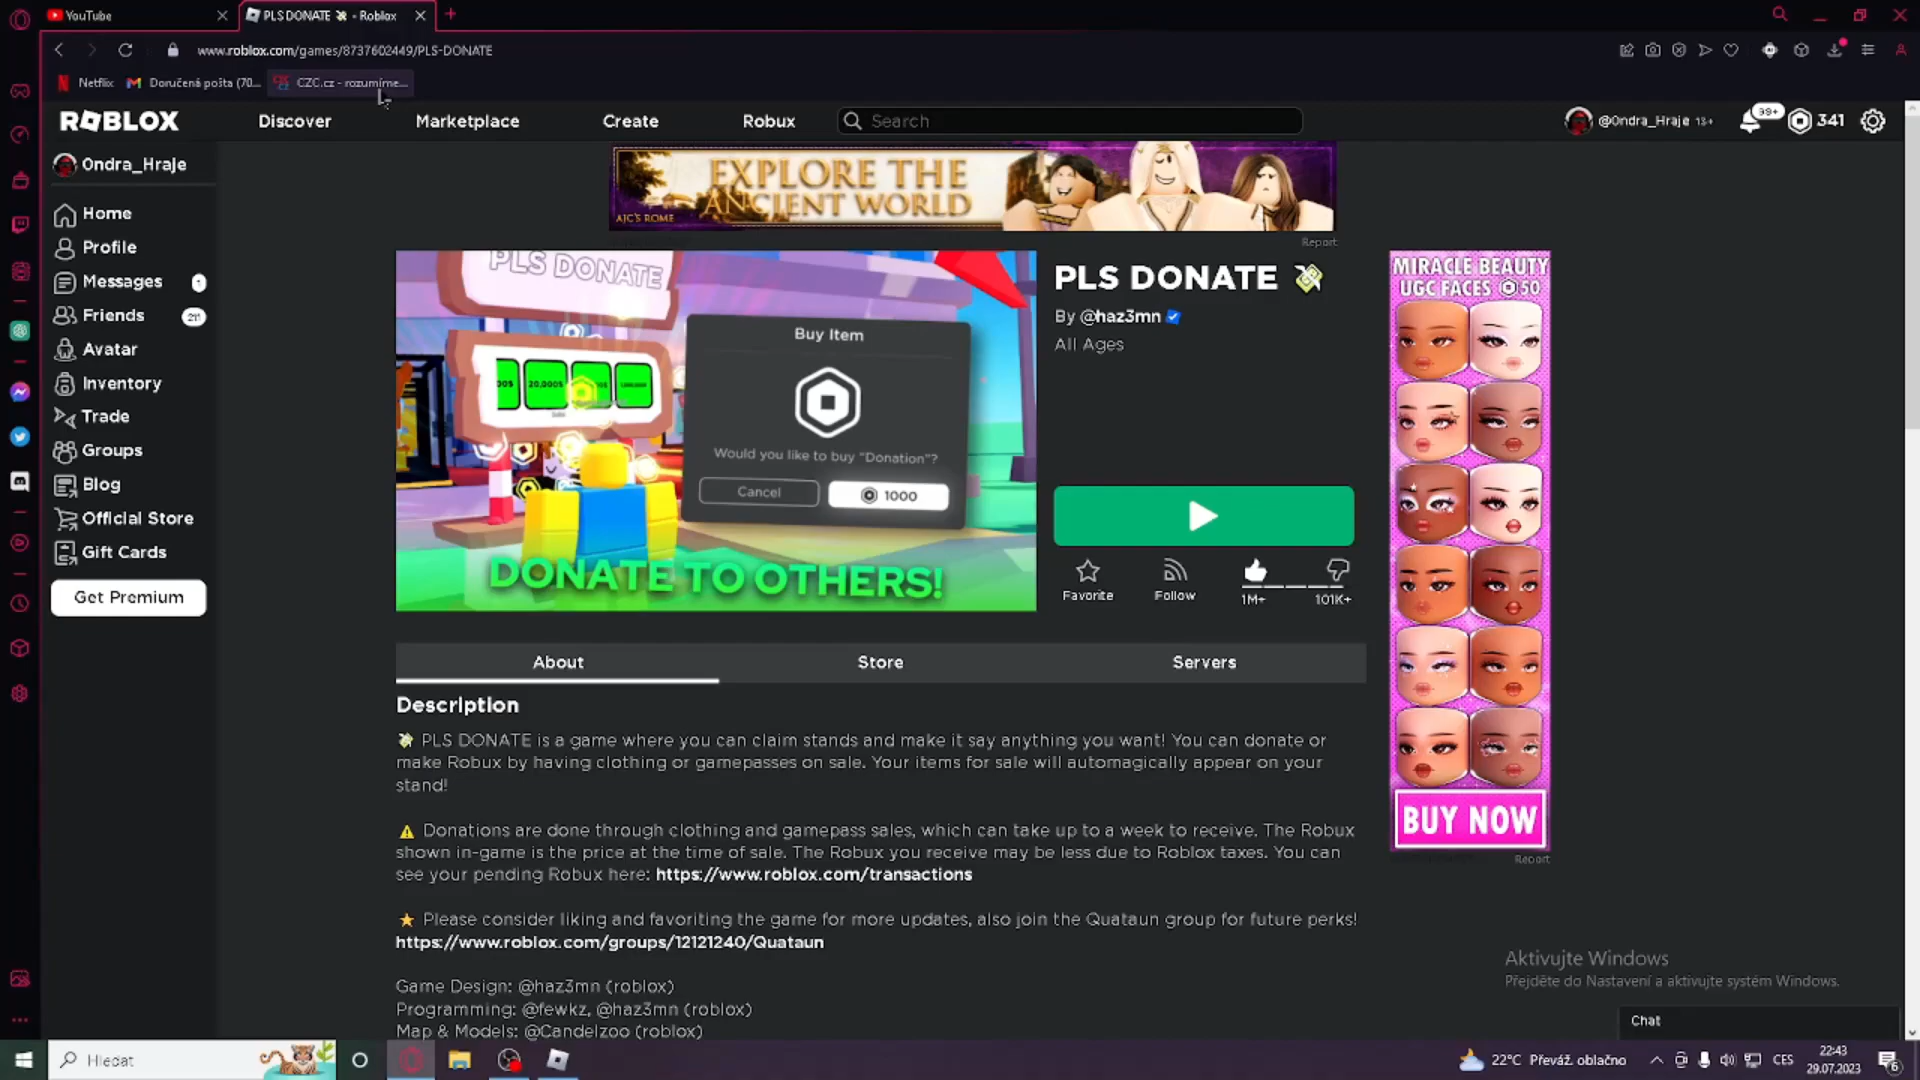 YouTube
PLS DONATE 💸 - Roblox
www.roblox.com/games/8737602449/PLS-DONATE
Netflix
Doručená pošta (70...
CZC.cz - rozumíme...
ROBLOX
Discover
Marketplace
Create
Robux
Search
@0ndra_Hraje 13+
99+
341
0ndra_Hraje
Home
Profile
Messages 1
Friends 211
Avatar
Inventory
Trade
Groups
Blog
Official Store
Gift Cards
Get Premium
EXPLORE THE
ANCIENT WORLD
AJC'S ROME
Report
PLS DONATE
20,000$
Buy Item
Would you like to buy "Donation"?
Cancel
1000
DONATE TO OTHERS!
PLS DONATE 💸
By @haz3mn
All Ages
Favorite
Follow
1M+
101K+
MIRACLE BEAUTY
UGC FACES 50
BUY NOW
Report
About
Store
Servers
Description
💸 PLS DONATE is a game where you can claim stands and make it say anything you want! You can donate or
make Robux by having clothing or gamepasses on sale. Your items for sale will automagically appear on your
stand!
⚠️ Donations are done through clothing and gamepass sales, which can take up to a week to receive. The Robux
shown in-game is the price at the time of sale. The Robux you receive may be less due to Roblox taxes. You can
see your pending Robux here: https://www.roblox.com/transactions
⭐ Please consider liking and favoriting the game for more updates, also join the Quataun group for future perks!
https://www.roblox.com/groups/12121240/Quataun
Game Design: @haz3mn (roblox)
Programming: @fewkz, @haz3mn (roblox)
Map & Models: @Candelzoo (roblox)
Aktivujte Windows
Přejděte do Nastavení a aktivujte systém Windows.
Chat
Hledat
22°C Převáž. oblačno
CES
22:43
29.07.2023
6